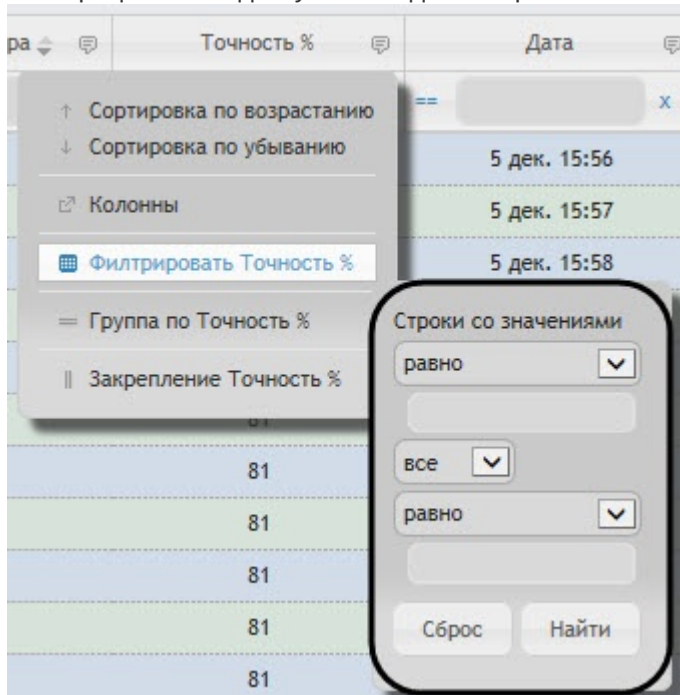 ра Точность % Дата
== x
Сортировка по возрастанию
Сортировка по убыванию
5 дек. 15:56
Колонны
5 дек. 15:57
Филтрировать Точность %
5 дек. 15:58
Группа по Точность %
Закрепление Точность %
Строки со значениями
равно
все
равно
Сброс Найти
81
81
81
81
81